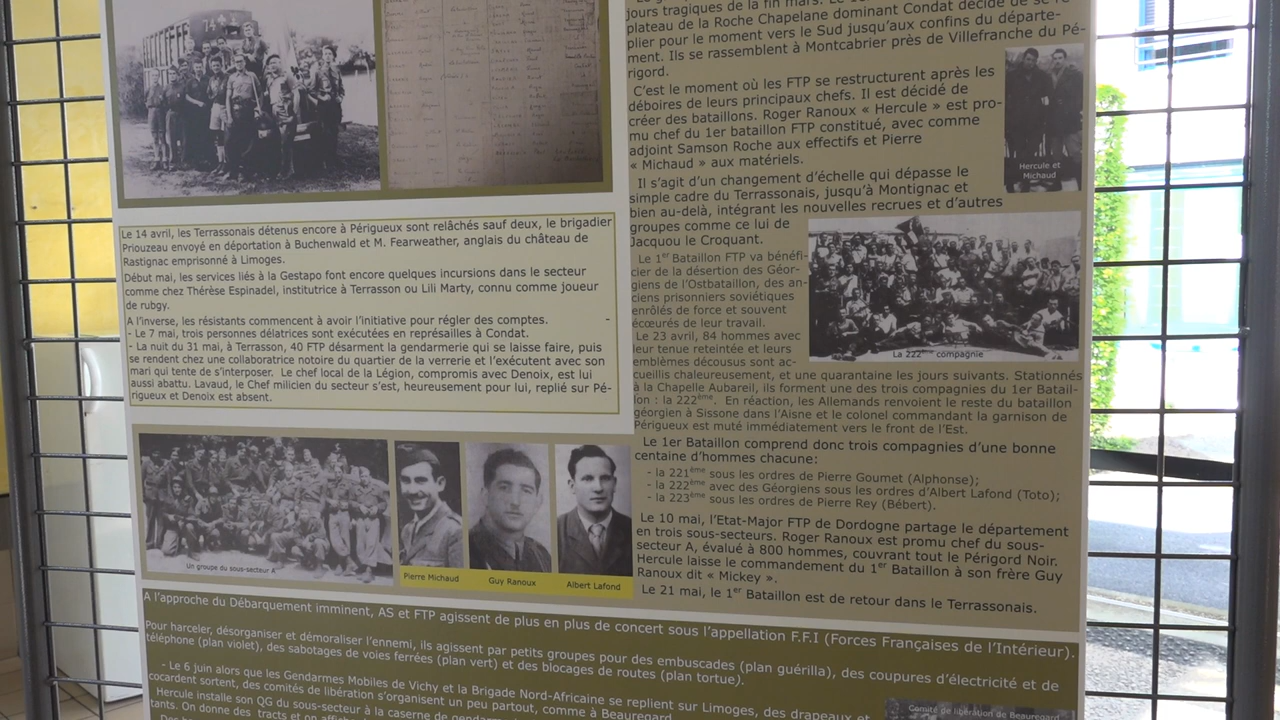 jours tragiques de la fin mars. Le
plateau de la Roche Chapelane dominant Condat décide de se re-
plier pour le moment vers le Sud jusqu'aux confins du départe-
ment. Ils se rassemblent à Montcabrier près de Villefranche du Pé-
rigord.
C'est le moment où les FTP se restructurent après les
déboires de leurs principaux chefs. Il est décidé de
créer des bataillons. Roger Ranoux « Hercule » est pro-
mu chef du 1er bataillon FTP constitué, avec comme
adjoint Samson Roche aux effectifs et Pierre
« Michaud » aux matériels.
Hercule et
Michaud
Il s'agit d'un changement d'échelle qui dépasse le
simple cadre du Terrassonais, jusqu'à Montignac et
bien au-delà, intégrant les nouvelles recrues et d'autres
groupes comme ce lui de
Jacquou le Croquant.
Le 1er Bataillon FTP va bénéfi-
cier de la désertion des Géor-
giens de l'Ostbataillon, des an-
ciens prisonniers soviétiques
enrôlés de force et souvent
écœurés de leur travail.
Le 23 avril, 84 hommes avec
leur tenue reteintée et leurs
emblèmes décousus sont ac-
cueillis chaleureusement, et une quarantaine les jours suivants. Stationnés
à la Chapelle Aubareil, ils forment une des trois compagnies du 1er Batail-
lon : la 222ème. En réaction, les Allemands renvoient le reste du bataillon
géorgien à Sissone dans l'Aisne et le colonel commandant la garnison de
Périgueux est muté immédiatement vers le front de l'Est.
La 222ème compagnie
Le 1er Bataillon comprend donc trois compagnies d'une bonne
centaine d'hommes chacune:
- la 221ème sous les ordres de Pierre Goumet (Alphonse);
- la 222ème avec des Géorgiens sous les ordres d'Albert Lafond (Toto);
- la 223ème sous les ordres de Pierre Rey (Bébert).
Le 10 mai, l'Etat-Major FTP de Dordogne partage le département
en trois sous-secteurs. Roger Ranoux est promu chef du sous-
secteur A, évalué à 800 hommes, couvrant tout le Périgord Noir.
Hercule laisse le commandement du 1er Bataillon à son frère Guy
Ranoux dit « Mickey ».
Le 21 mai, le 1er Bataillon est de retour dans le Terrassonais.
Le 14 avril, les Terrassonais détenus encore à Périgueux sont relâchés sauf deux, le brigadier
Priouzeau envoyé en déportation à Buchenwald et M. Fearweather, anglais du château de
Rastignac emprisonné à Limoges.
Début mai, les services liés à la Gestapo font encore quelques incursions dans le secteur
comme chez Thérèse Espinadel, institutrice à Terrasson ou Lili Marty, connu comme joueur
de rubgy.
A l'inverse, les résistants commencent à avoir l'initiative pour régler des comptes. -
- Le 7 mai, trois personnes délatrices sont exécutées en représailles à Condat.
- La nuit du 31 mai, à Terrasson, 40 FTP désarment la gendarmerie qui se laisse faire, puis
se rendent chez une collaboratrice notoire du quartier de la verrerie et l'exécutent avec son
mari qui tente de s'interposer. Le chef local de la Légion, compromis avec Denoix, est lui
aussi abattu. Lavaud, le Chef milicien du secteur s'est, heureusement pour lui, replié sur Pé-
rigueux et Denoix est absent.
Un groupe du sous-secteur A
Pierre Michaud
Guy Ranoux
Albert Lafond
A l'approche du Débarquement imminent, AS et FTP agissent de plus en plus de concert sous l'appellation F.F.I (Forces Françaises de l'Intérieur).
Pour harceler, désorganiser et démoraliser l'ennemi, ils agissent par petits groupes pour des embuscades (plan guérilla), des coupures d'électricité et de
téléphone (plan violet), des sabotages de voies ferrées (plan vert) et des blocages de routes (plan tortue).
- Le 6 juin alors que les Gendarmes Mobiles de Vichy et la Brigade Nord-Africaine se replient sur Limoges, des drapeaux et
cocardent sortent, des comités de libération s'organisent un peu partout, comme à Beauregard
Hercule installe son QG du sous-secteur à la caserne de
tants. On donne des tracts et on
Comité de libération de Beauregard